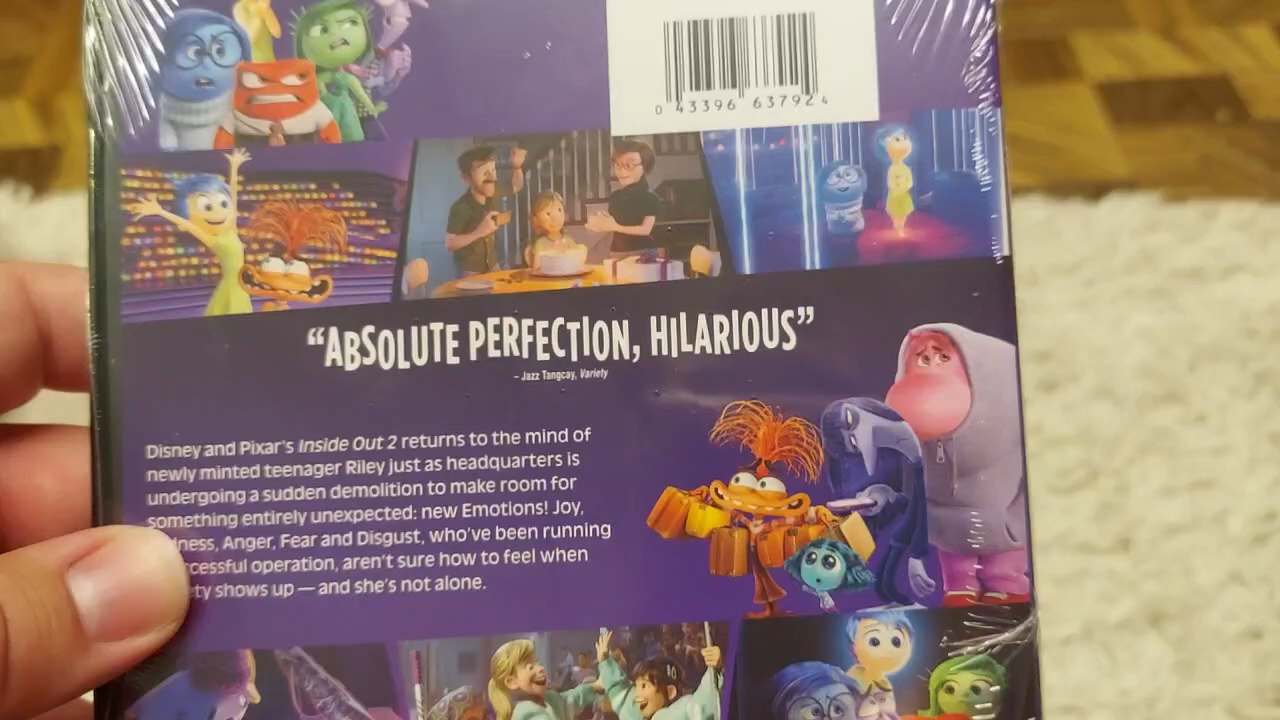 0 43396 63792 4
“ABSOLUTE PERFECTION, HILARIOUS”
– Jazz Tangcay, Variety
Disney and Pixar's Inside Out 2 returns to the mind of
newly minted teenager Riley just as headquarters is
undergoing a sudden demolition to make room for
something entirely unexpected: new Emotions! Joy,
Anger, Fear and Disgust, who've been running
operation, aren't sure how to feel when
shows up — and she's not alone.